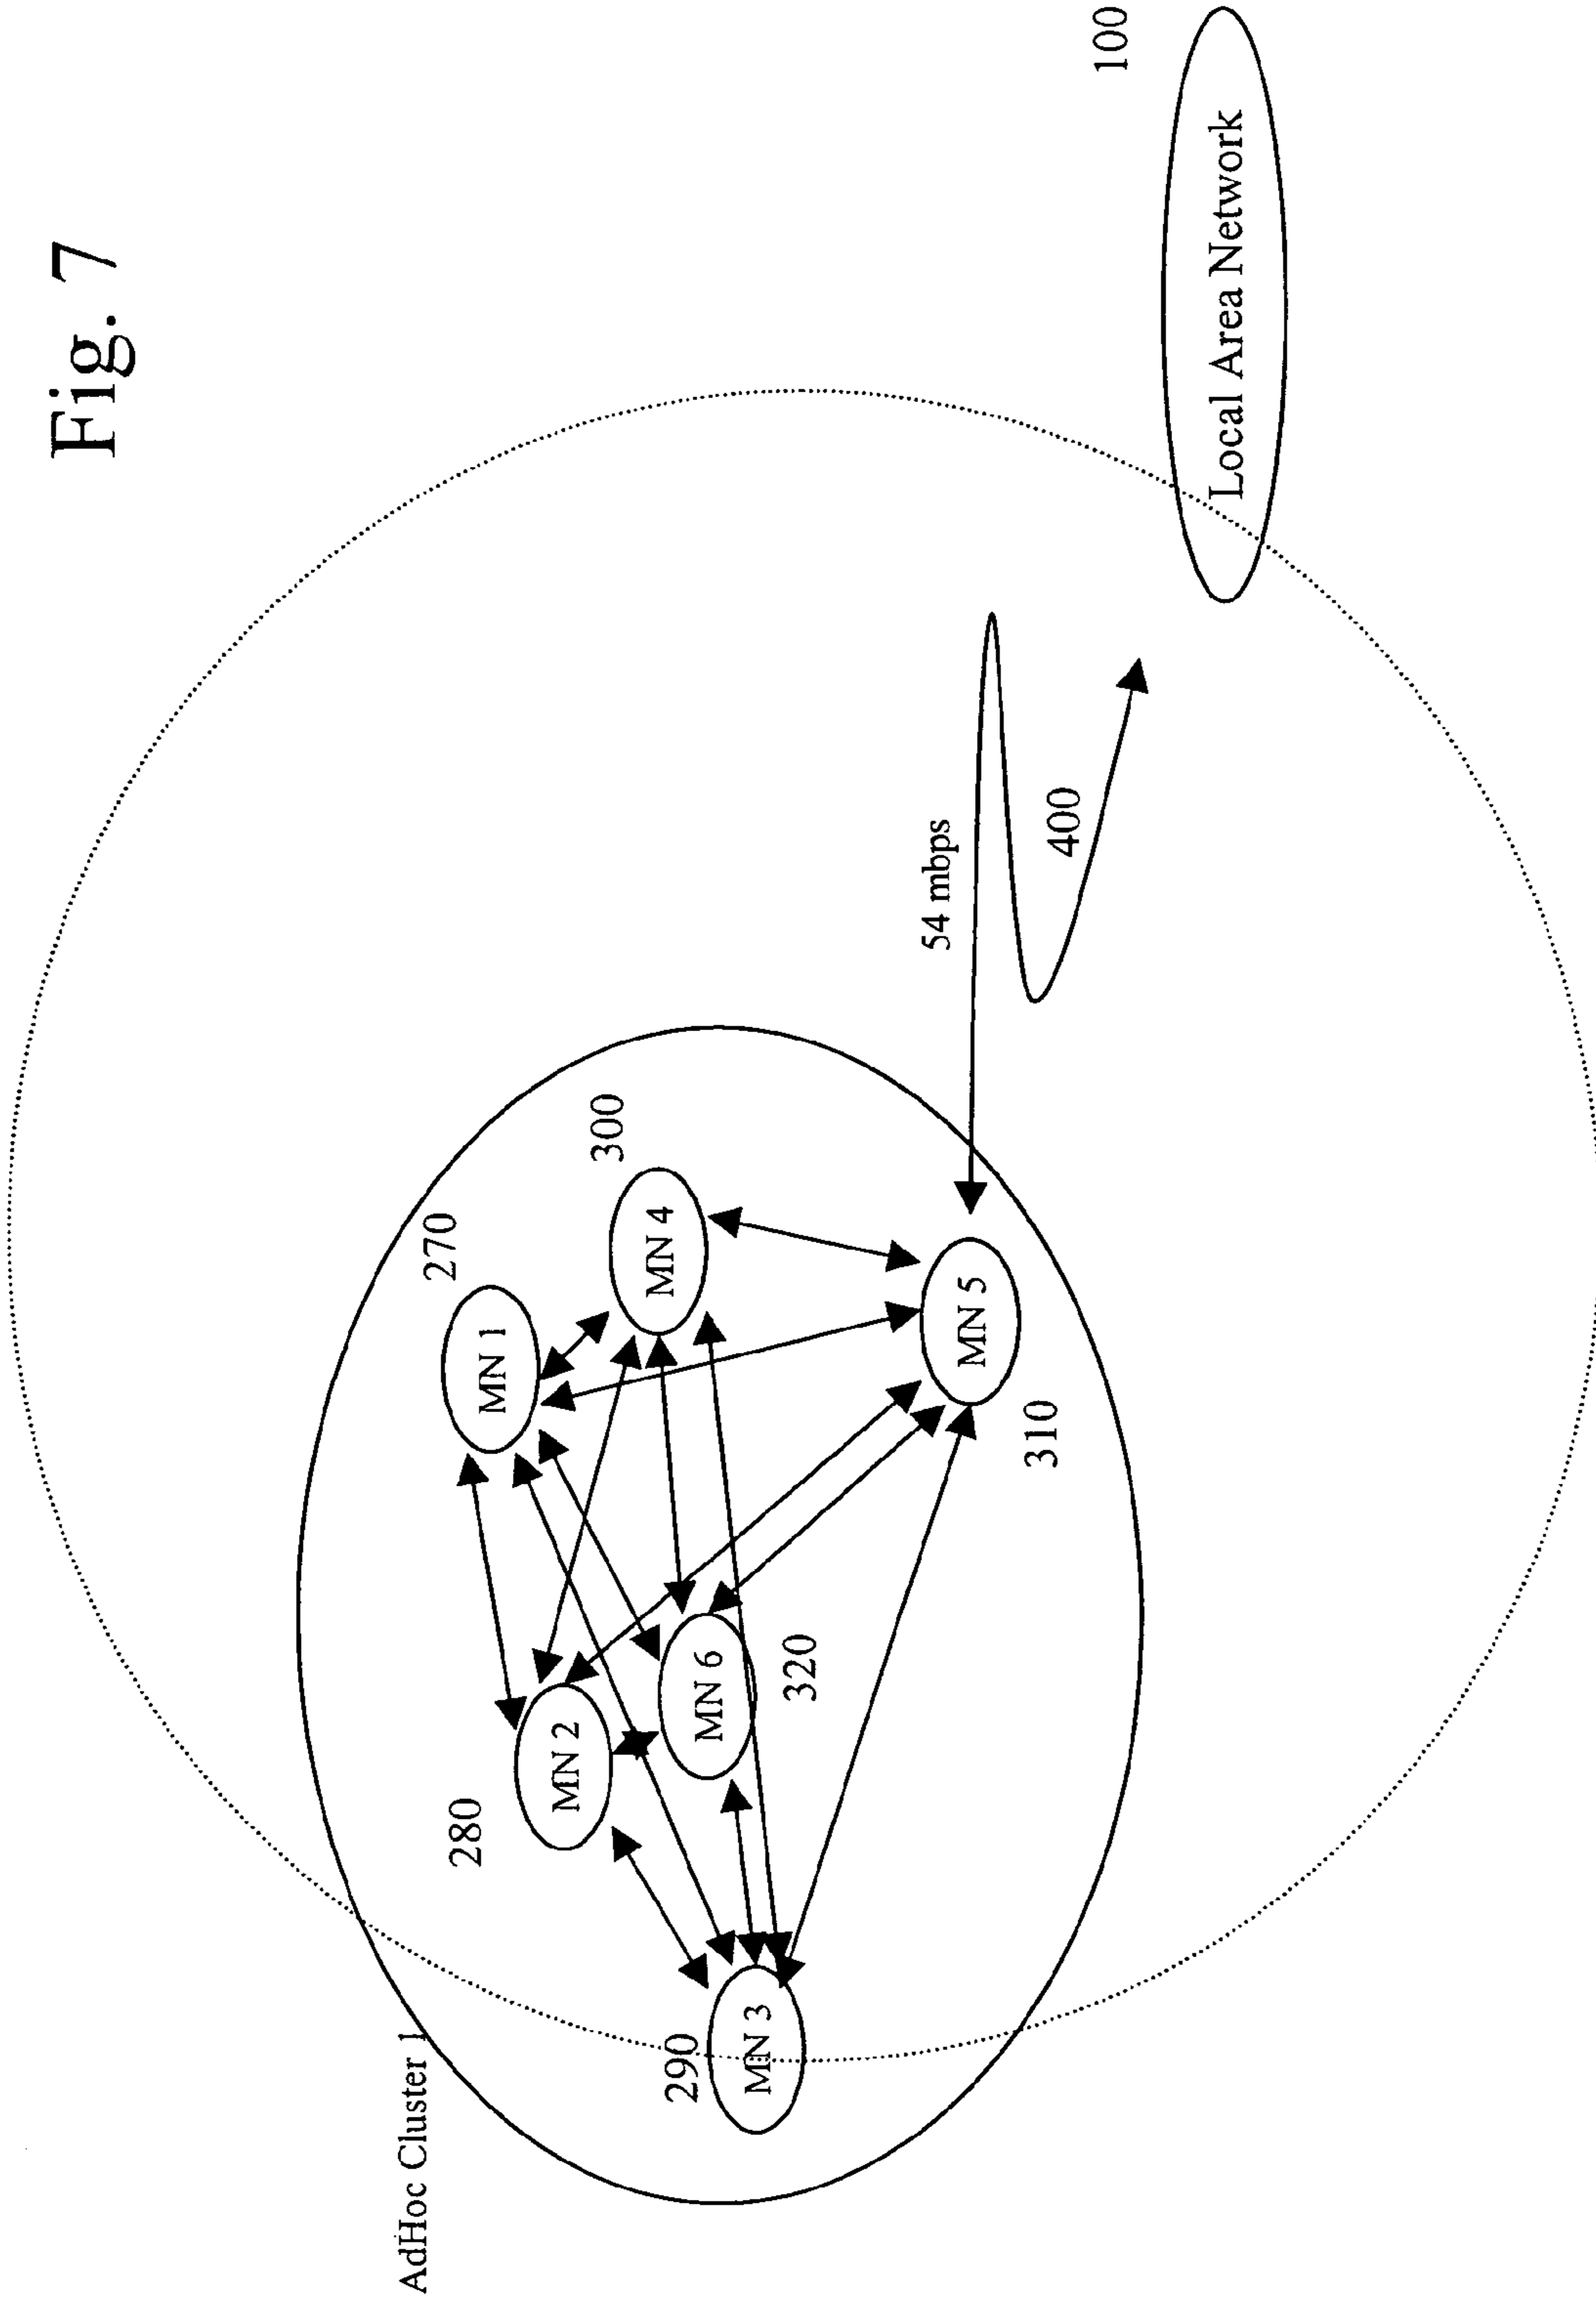 Fig. 7
AdHoc Cluster 1
270
MN 1
280
MN 2
300
MN 4
290
MN 3
MN 6
320
MN 5
310
54 mbps
400
100
Local Area Network